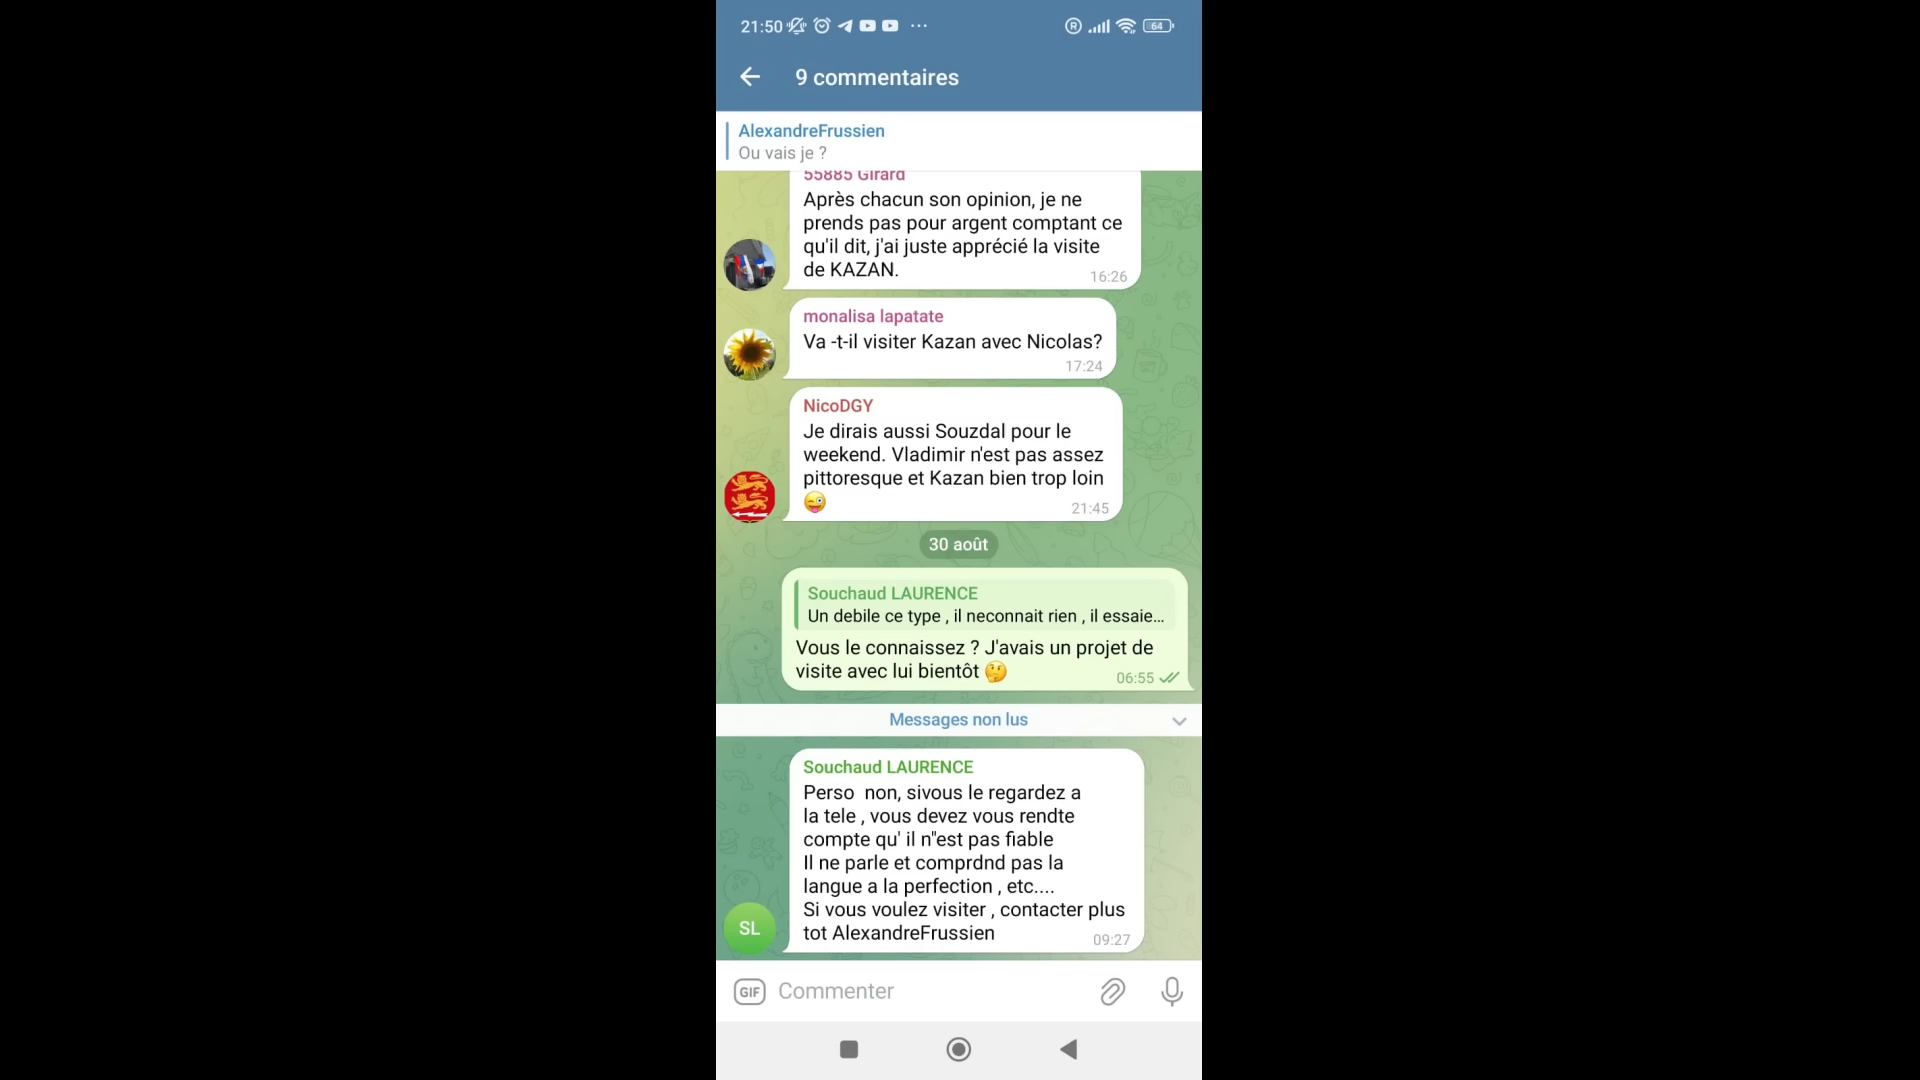 21:50
64
9 commentaires
AlexandreFrussien
Ou vais je ?
55885 Girard
Après chacun son opinion, je ne
prends pas pour argent comptant ce
qu'il dit, j'ai juste apprécié la visite
de KAZAN.
16:26
monalisa lapatate
Va -t-il visiter Kazan avec Nicolas?
17:24
NicoDGY
Je dirais aussi Souzdal pour le
weekend. Vladimir n'est pas assez
pittoresque et Kazan bien trop loin
😜
21:45
30 août
Souchaud LAURENCE
Un debile ce type , il neconnait rien , il essaie...
Vous le connaissez ? J'avais un projet de
visite avec lui bientôt 🤔
06:55
Messages non lus
Souchaud LAURENCE
Perso  non, sivous le regardez a
la tele , vous devez vous rendte
compte qu' il n"est pas fiable
Il ne parle et comprdnd pas la
langue a la perfection , etc....
Si vous voulez visiter , contacter plus
tot AlexandreFrussien
09:27
SL
GIF
Commenter